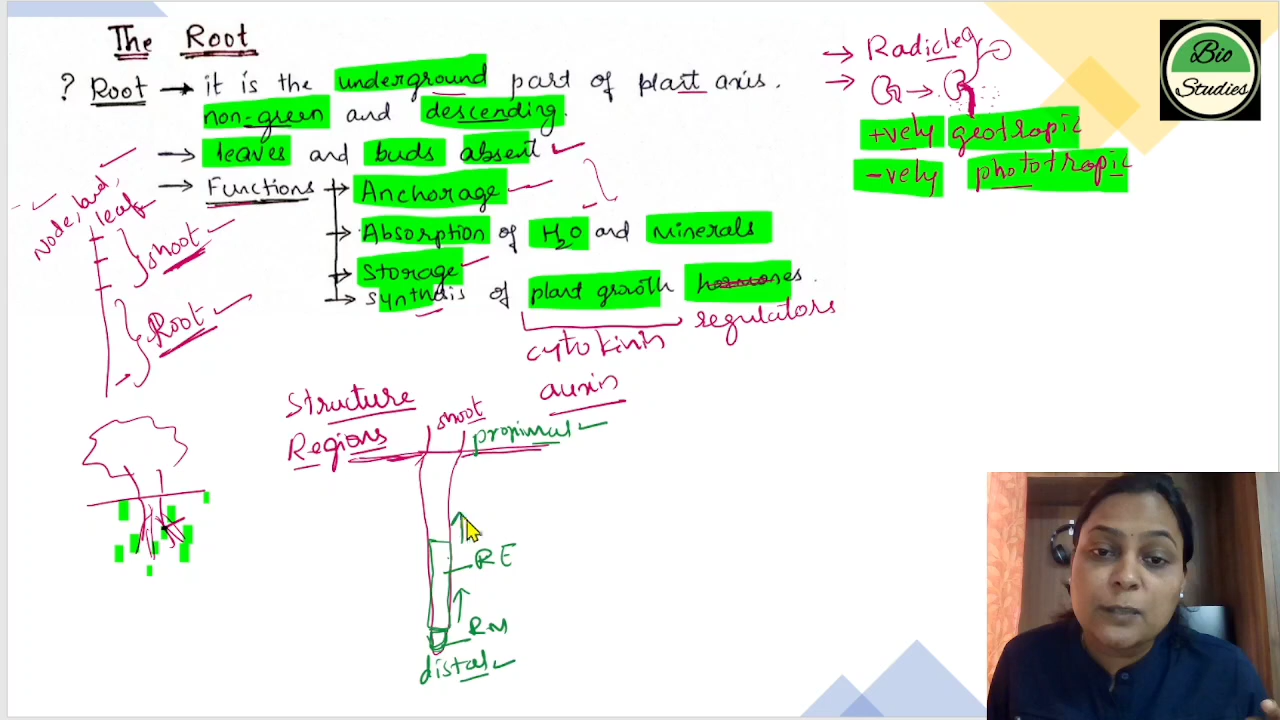 The Root
? Root → it is the underground part of plant axis.
non-green and descending.
→ leaves and buds absent
→ Functions → Anchorage
→ Absorption of H2O and minerals
→ Storage
→ Synthesis of plant growth hormones.
regulators
cytokinin
auxin
→ Radicle
→
+vely geotropic
-vely phototropic
Bio
Studies
Node, bud,
leaf
shoot
Root
Structure
Regions
shoot
proximal
RE
RM
distal